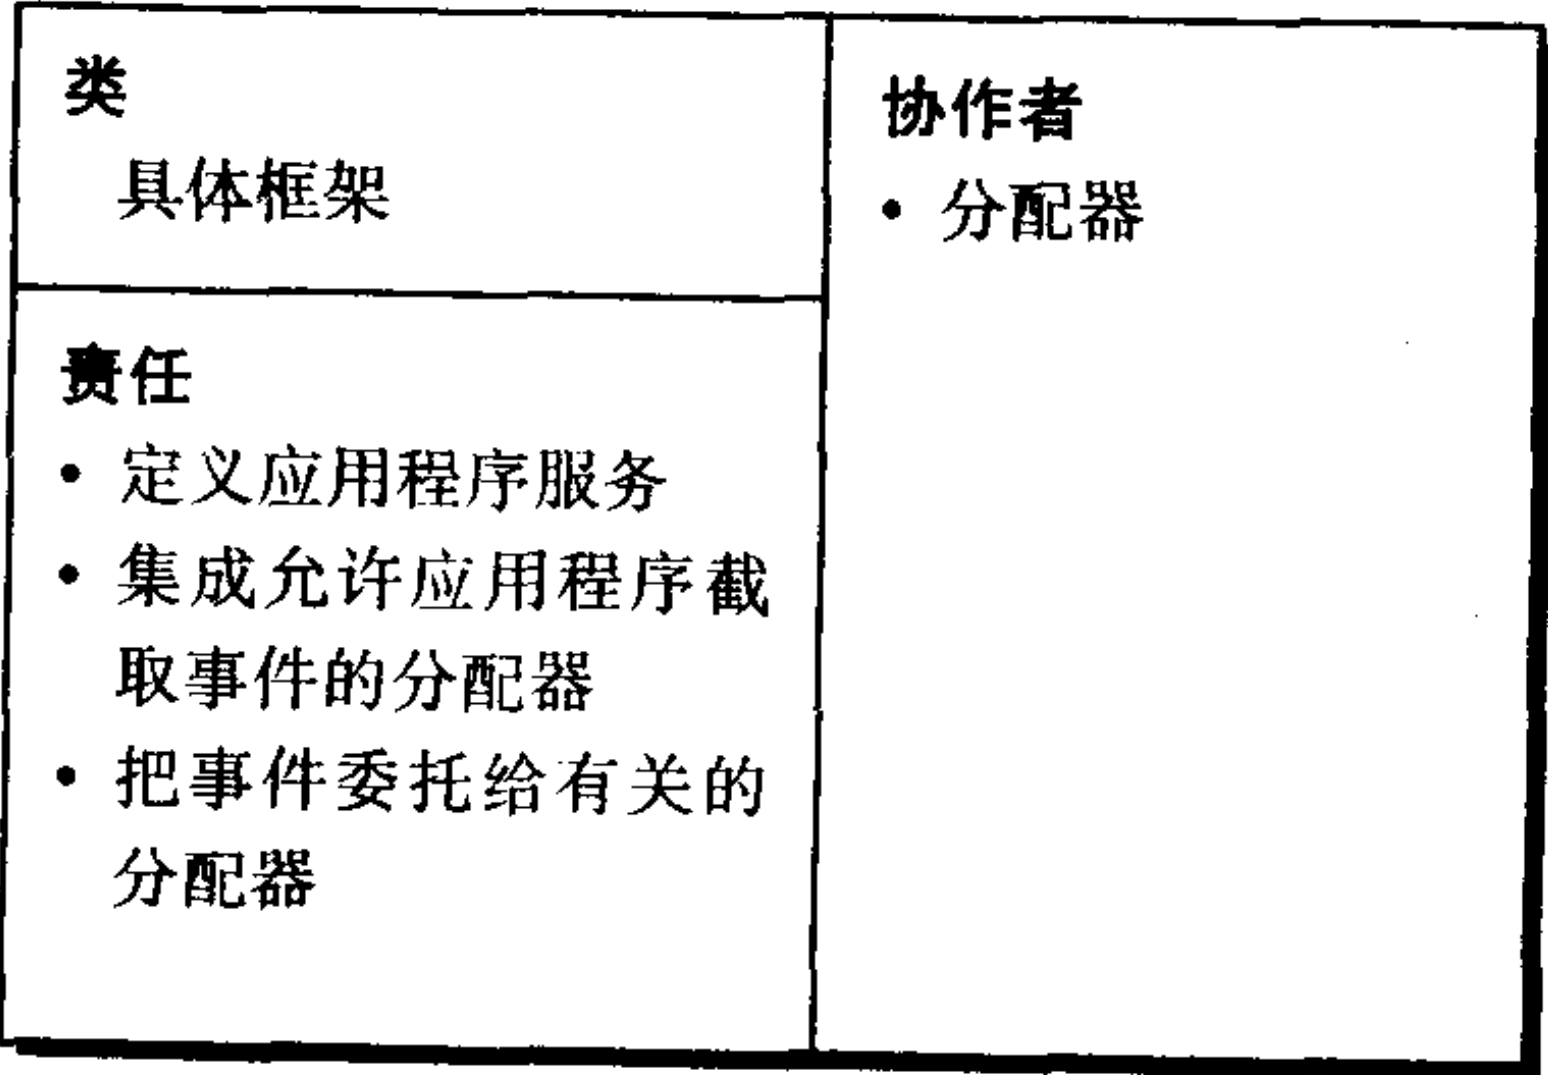 类
具体框架
责任
• 定义应用程序服务
• 集成允许应用程序截
取事件的分配器
• 把事件委托给有关的
分配器
协作者
• 分配器